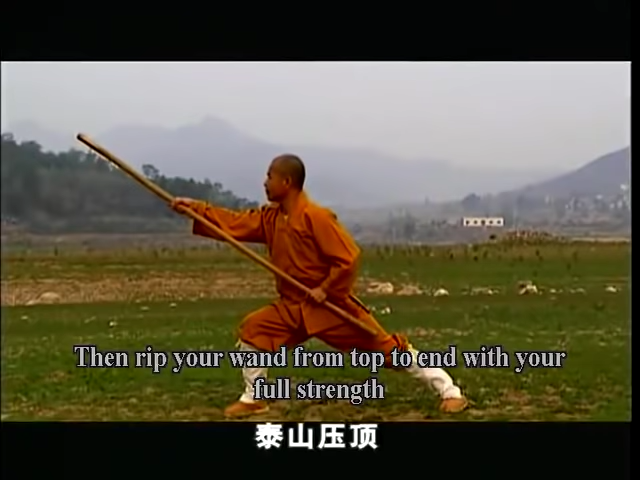 Then rip your wand from top to end with your
full strength
泰山压顶